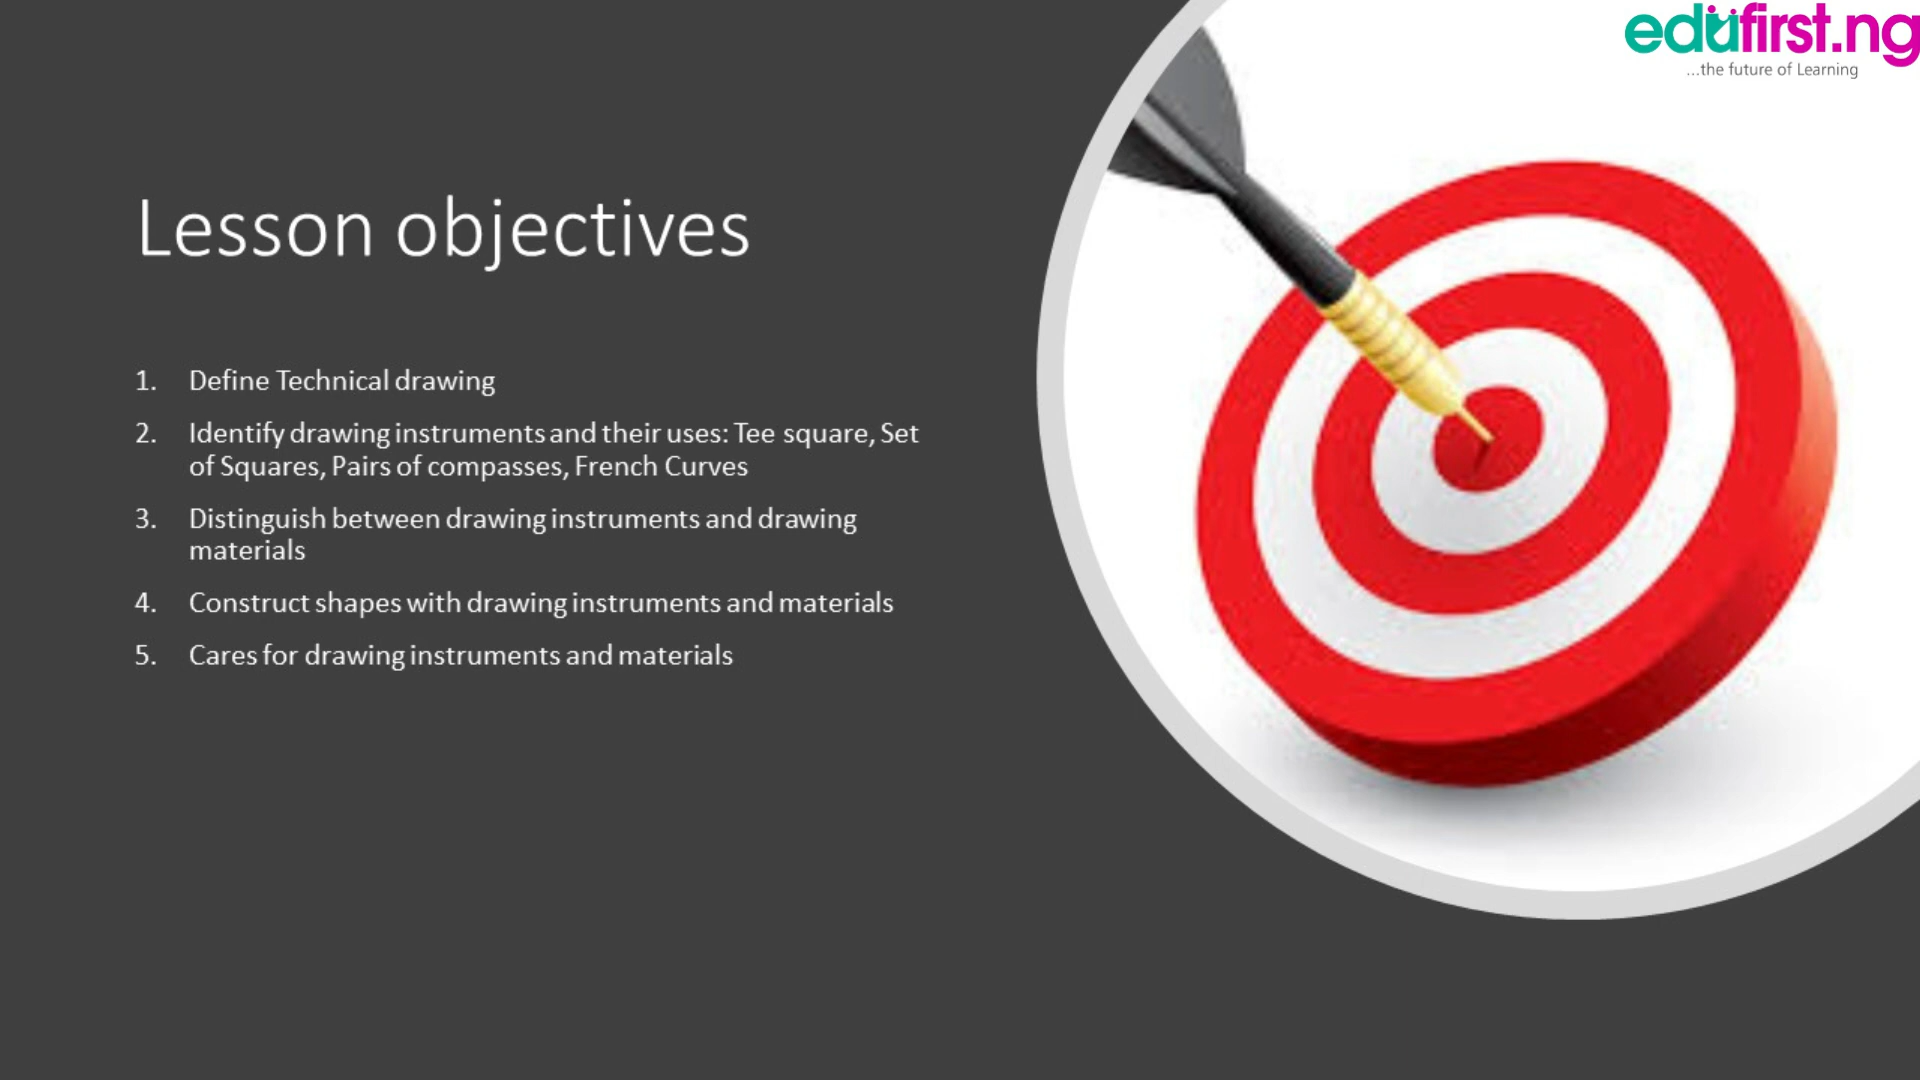 edufirst.ng
...the future of Learning
Lesson objectives
1. Define Technical drawing
2. Identify drawing instruments and their uses: Tee square, Set
of Squares, Pairs of compasses, French Curves
3. Distinguish between drawing instruments and drawing
materials
4. Construct shapes with drawing instruments and materials
5. Cares for drawing instruments and materials